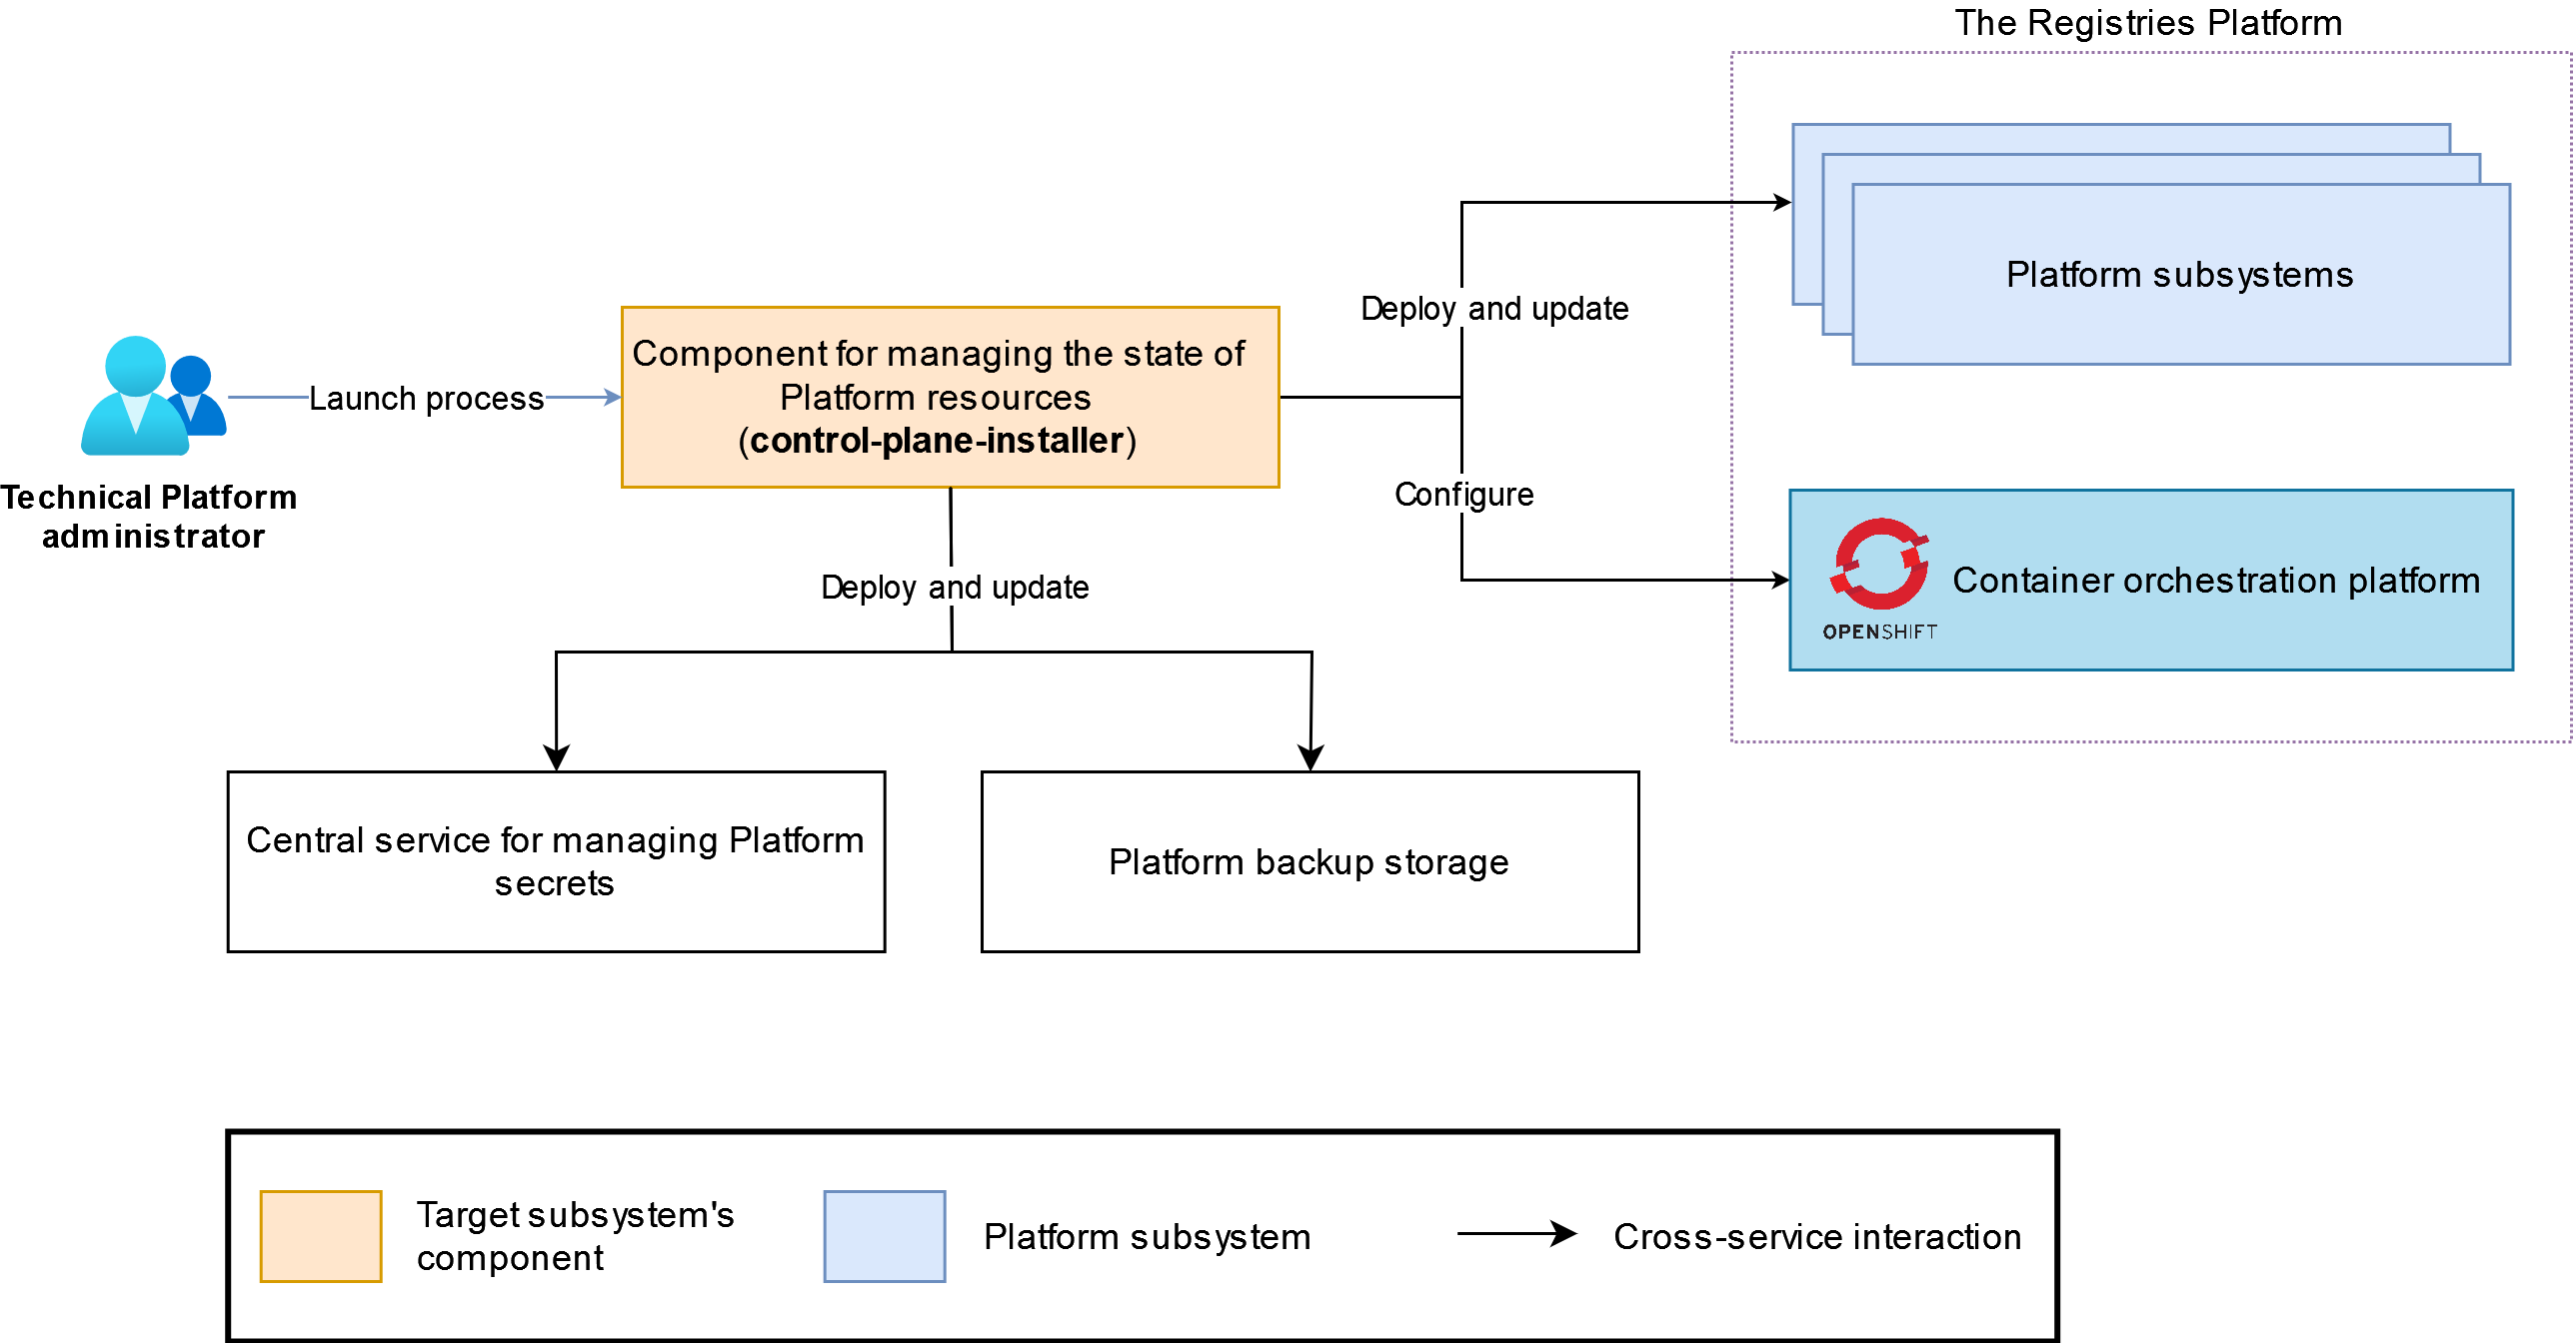 The Registries Platform
Platform subsystems
Deploy and update
Component for managing the state of
Platform resources
(control-plane-installer)
Launch process
Technical Platform
administrator
Configure
Container orchestration platform
OPENSHIFT
Deploy and update
Central service for managing Platform
secrets
Platform backup storage
Target subsystem's
component
Platform subsystem
Cross-service interaction